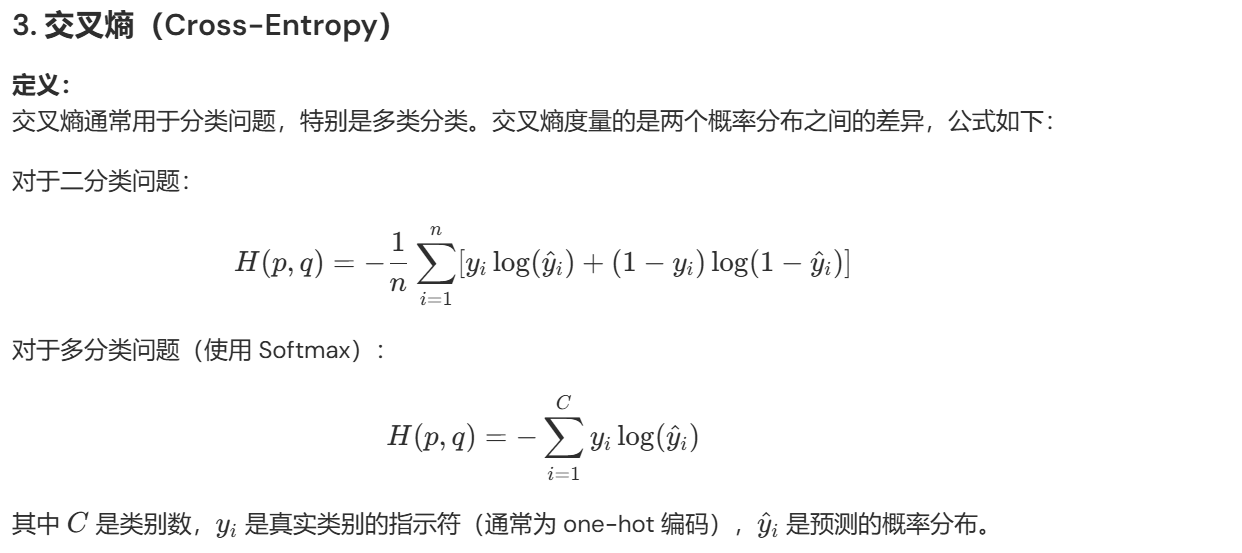 3. 交叉熵（Cross-Entropy）
定义：
交叉熵通常用于分类问题，特别是多类分类。交叉熵度量的是两个概率分布之间的差异，公式如下：
对于二分类问题：
$H(p, q) = -\frac{1}{n} \sum_{i=1}^{n} [y_i \log(\hat{y}_i) + (1 - y_i) \log(1 - \hat{y}_i)]$
对于多分类问题（使用 Softmax）：
$H(p, q) = -\sum_{i=1}^{C} y_i \log(\hat{y}_i)$
其中 $C$ 是类别数，$y_i$ 是真实类别的指示符（通常为 one-hot 编码），$\hat{y}_i$ 是预测的概率分布。